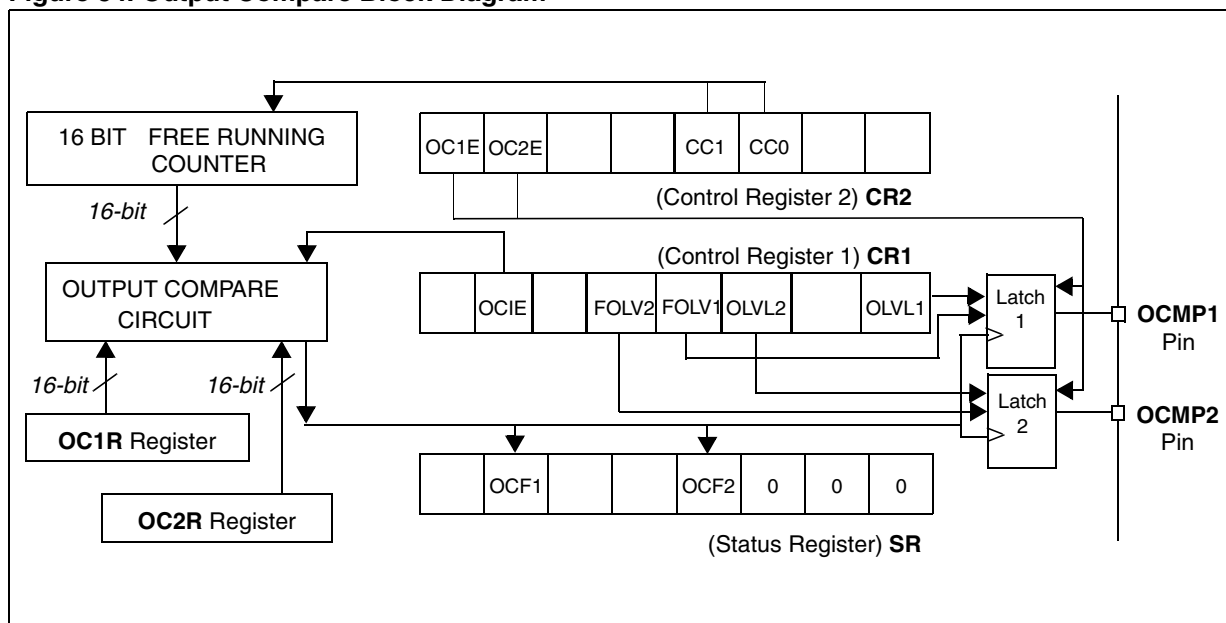 Figure Output Compare Block Diagram
16 BIT FREE RUNNING
COUNTER
OC1E OC2E CC1 CC0
(Control Register 2) CR2
16-bit
(Control Register 1) CR1
OUTPUT COMPARE
CIRCUIT
OCIE FOLV2 FOLV1 OLVL2 OLVL1
Latch
1
OCMP1
Pin
16-bit
16-bit
Latch
2
OCMP2
Pin
OC1R Register
OCF1 OCF2 0 0 0
OC2R Register
(Status Register) SR